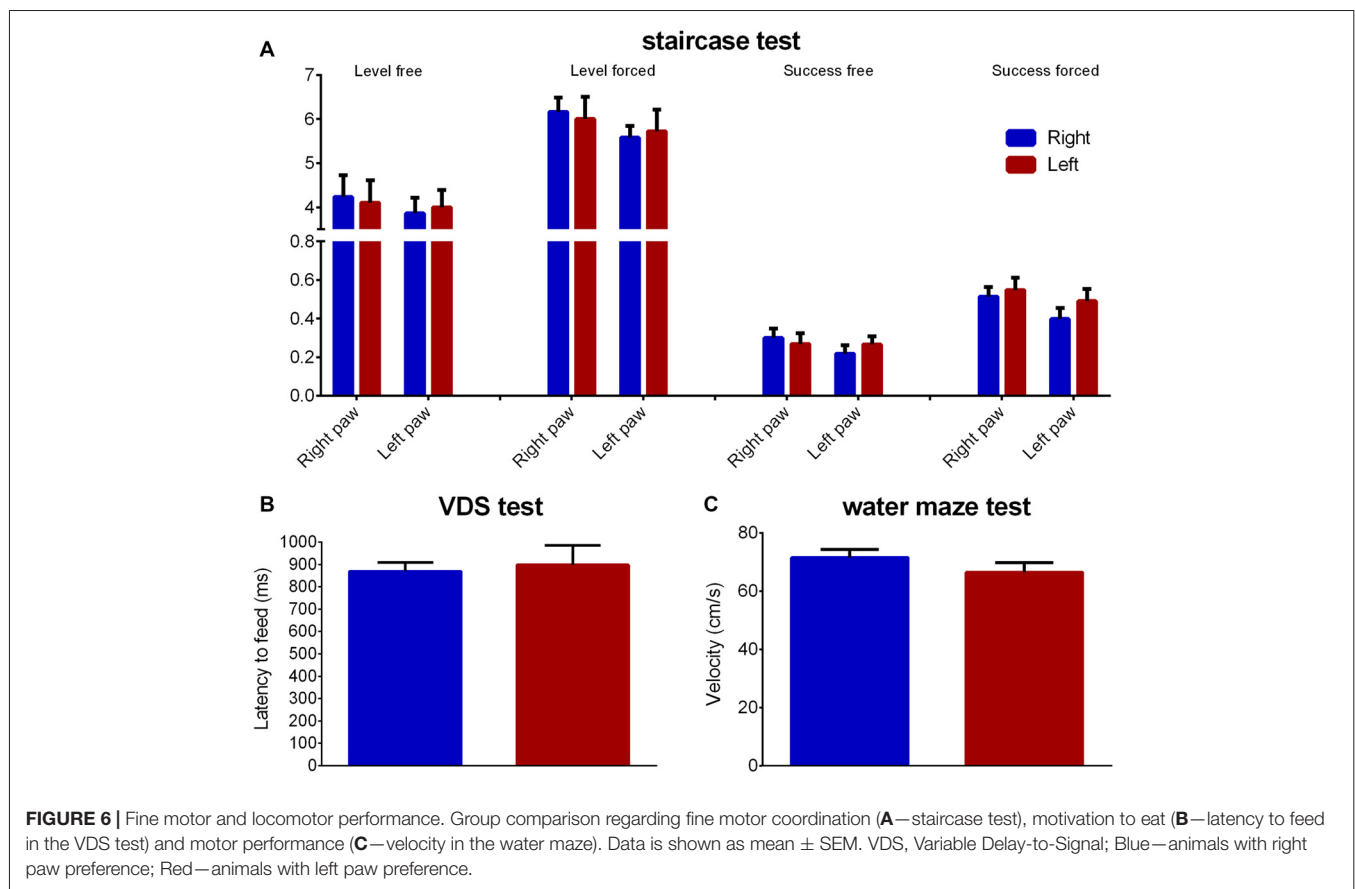 A
staircase test
Level free
Level forced
Success free
Success forced
7
6
5
4
0.8
0.6
0.4
0.2
0.0
Right
Left
Right paw
Left paw
Right paw
Left paw
Right paw
Left paw
Right paw
Left paw
B
VDS test
Latency to feed (ms)
1000
900
800
700
600
500
400
300
200
100
0
C
water maze test
Velocity (cm/s)
80
60
40
20
0
FIGURE 6 | Fine motor and locomotor performance. Group comparison regarding fine motor coordination (A—staircase test), motivation to eat (B—latency to feed
in the VDS test) and motor performance (C—velocity in the water maze). Data is shown as mean ± SEM. VDS, Variable Delay-to-Signal; Blue—animals with right
paw preference; Red—animals with left paw preference.